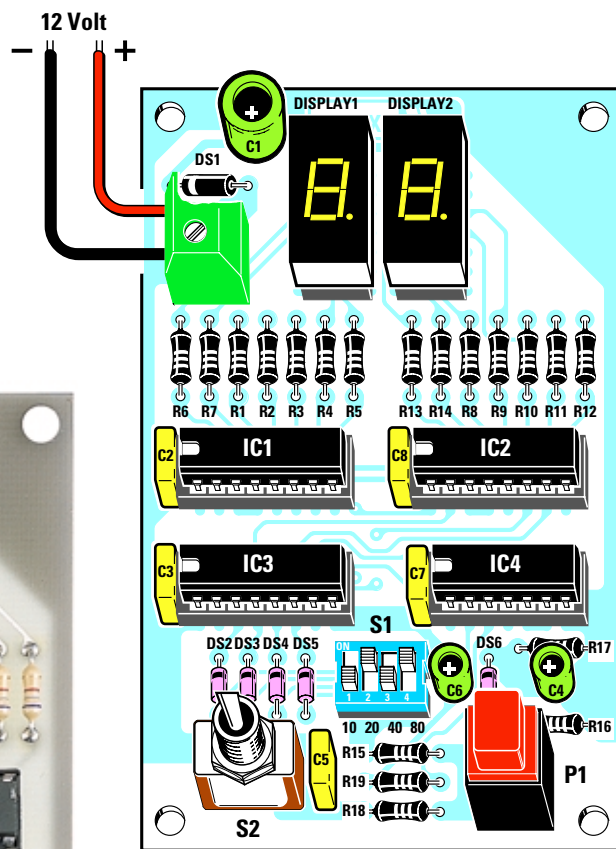 12 Volt
– +
DISPLAY1 DISPLAY2
C1
DS1
R6 R7 R1 R2 R3 R4 R5 R13 R14 R8 R9 R10 R11 R12
C2 IC1 C8 IC2
C3 IC3 C7 IC4
S1
DS2 DS3 DS4 DS5 ON DS6 R17
1 2 3 4 C6 C4
10 20 40 80 R16
R15
C5 R19 P1
R18
S2